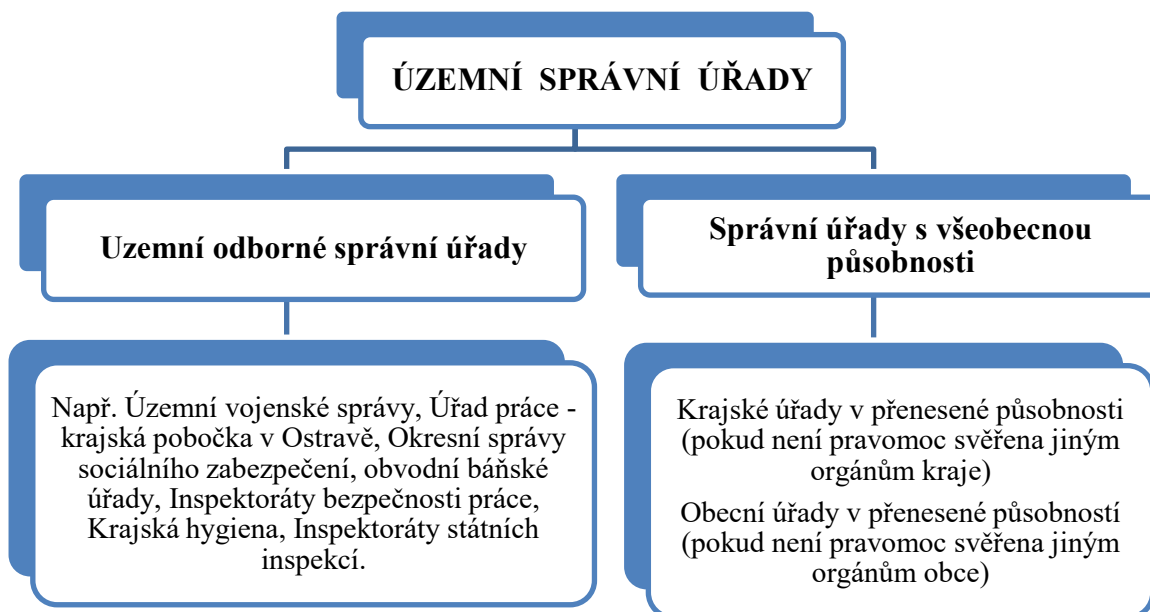 ÚZEMNÍ SPRÁVNÍ ÚŘADY
Uzemní odborné správní úřady
Správní úřady s všeobecnou
působnosti
Např. Územní vojenské správy, Úřad práce -
krajská pobočka v Ostravě, Okresní správy
sociálního zabezpečení, obvodní báňské
úřady, Inspektoráty bezpečnosti práce,
Krajská hygiena, Inspektoráty státních
inspekcí.
Krajské úřady v přenesené působnosti
(pokud není pravomoc svěřena jiným
orgánům kraje)
Obecní úřady v přenesené působností
(pokud není pravomoc svěřena jiným
orgánům obce)